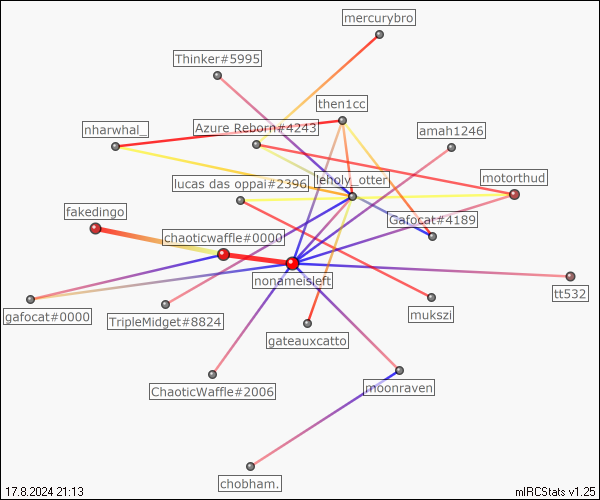 mercurybro
Thinker#5995
then1cc
nharwhal_
Azure_Reborn#4243
amah1246
leholy_otter
motorthud
lucas das oppai#2396
fakedingo
Gafocat#4189
chaoticwaffle#0000
nonameisleft
tt532
gafocat#0000
TripleMidget#8824
mukszi
gateauxcatto
ChaoticWaffle#2006
moonraven
chobham.
17.8.2024 21:13
mIRCStats v1.25